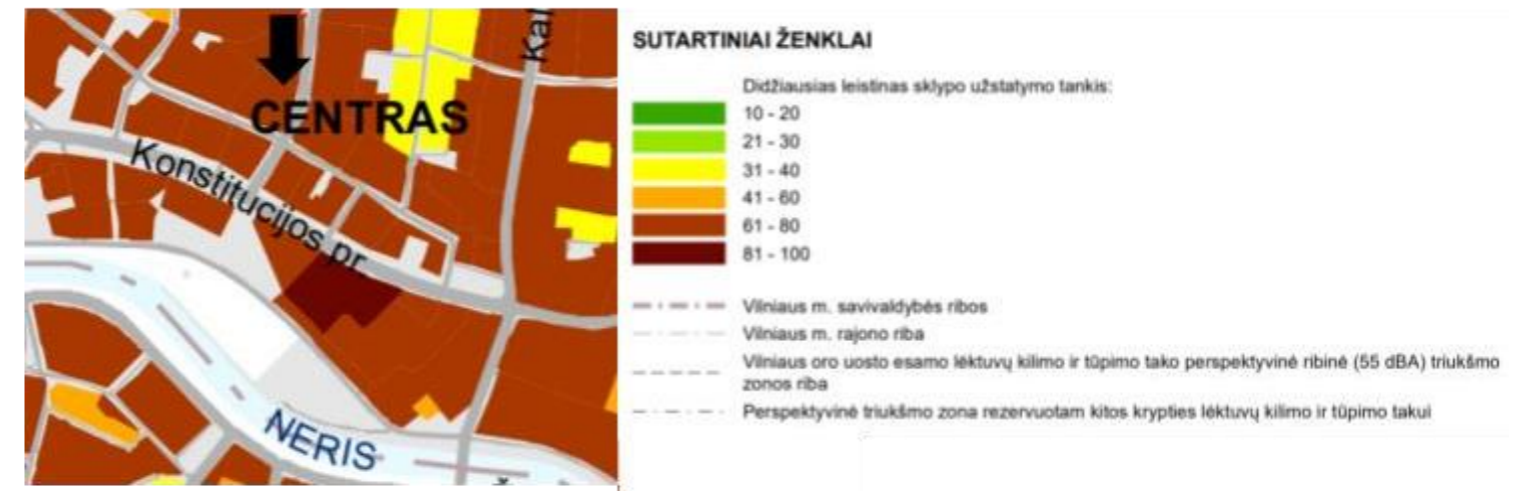 Kal
CENTRAS
Konstitucijos pr.
NERIS
SUTARTINIAI ŽENKLAI
Didžiausias leistinas sklypo užstatymo tankis:
10 - 20
21 - 30
31 - 40
41 - 60
61 - 80
81 - 100
Vilniaus m. savivaldybės ribos
Vilniaus m. rajono riba
Vilniaus oro uosto esamo lėktuvų kilimo ir tūpimo tako perspektyvinė ribinė (55 dBA) triukšmo
zonos riba
Perspektyvinė triukšmo zona rezervuotam kitos krypties lėktuvų kilimo ir tūpimo takui